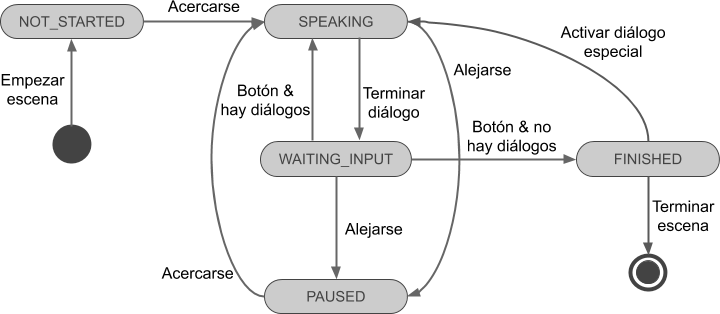 Acercarse
NOT_STARTED
SPEAKING
Activar diálogo
especial
Alejarse
Empezar
escena
Botón &
hay diálogos
Terminar
diálogo
Botón & no
hay diálogos
WAITING_INPUT
FINISHED
Alejarse
Terminar
escena
Acercarse
PAUSED